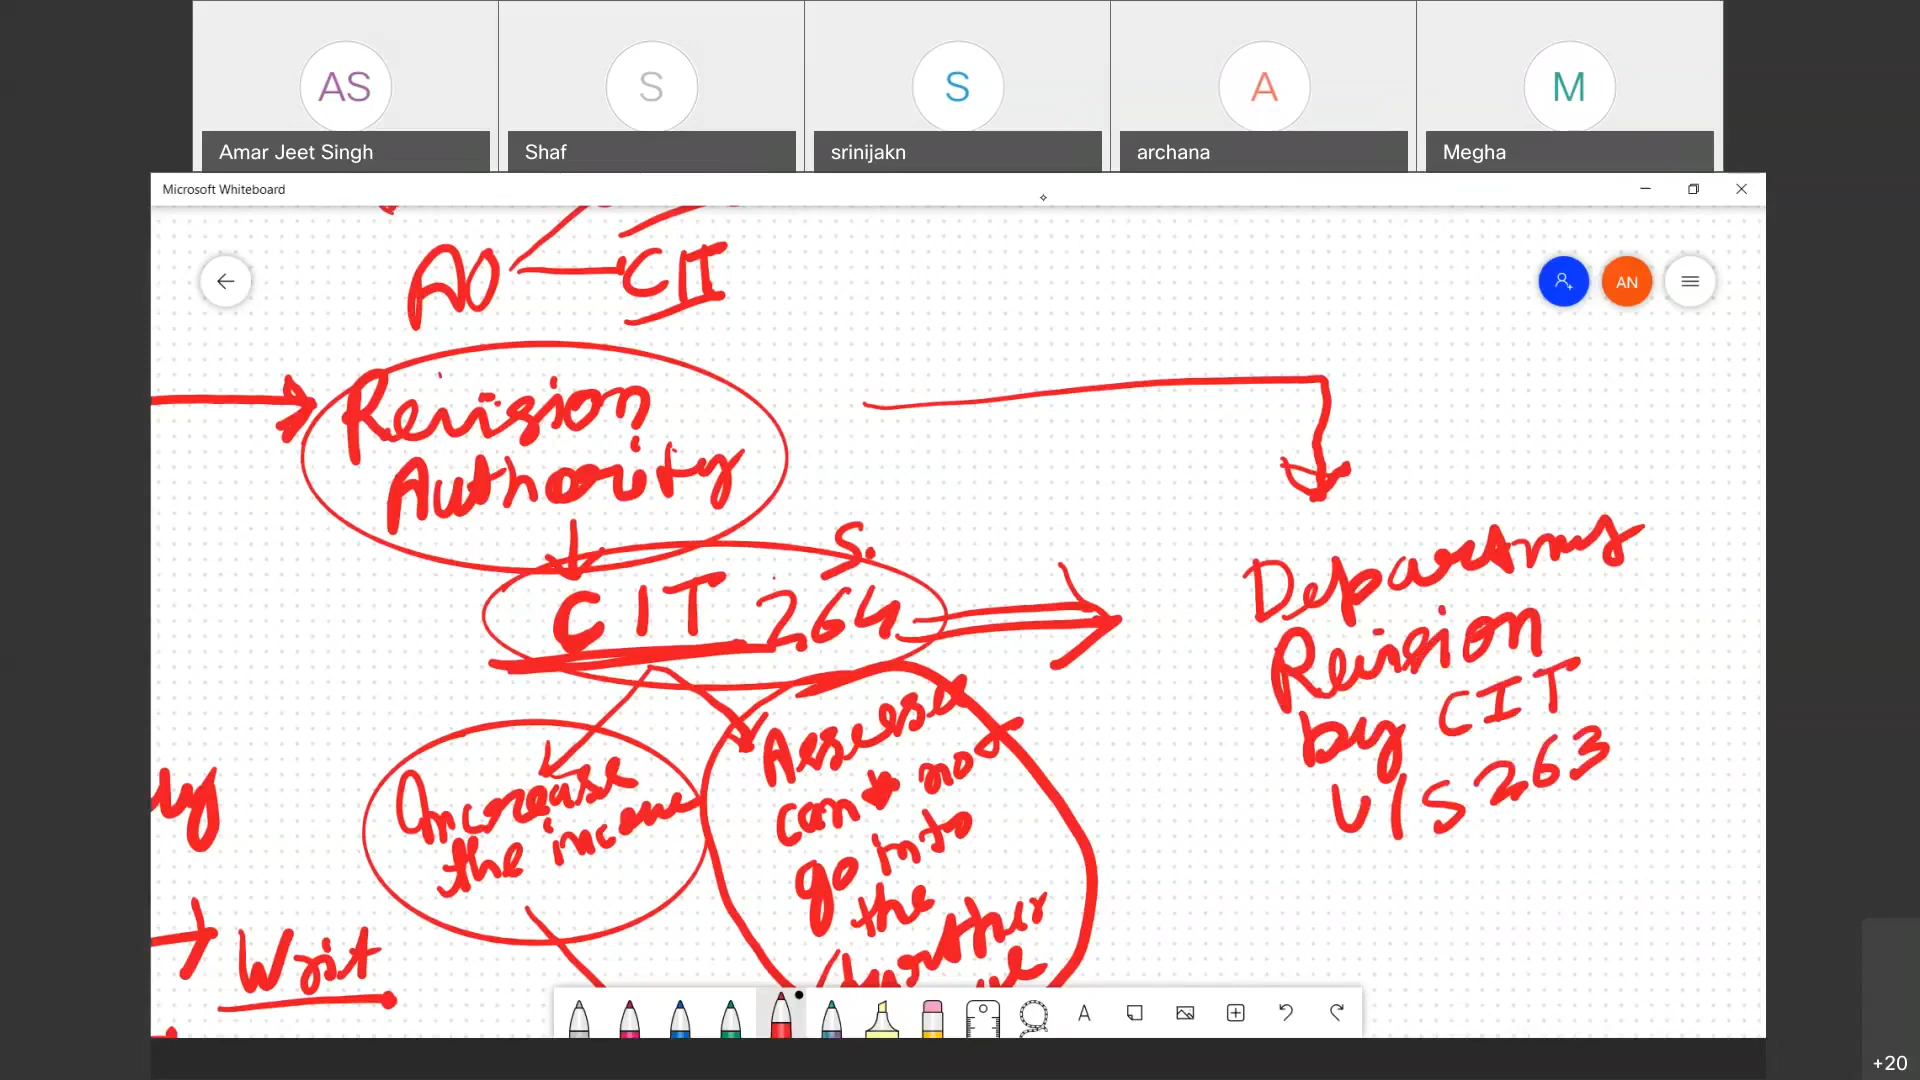 AS
S
S
A
M
Amar Jeet Singh
Shaf
srinijakn
archana
Megha
Microsoft Whiteboard
AO
CIT
AN
Revision
Authority
S.
CIT 264
Department
Revision
by CIT
U/S 263
Increase
the income
Assessee
can not
go into
the
further
Writ
A
+20